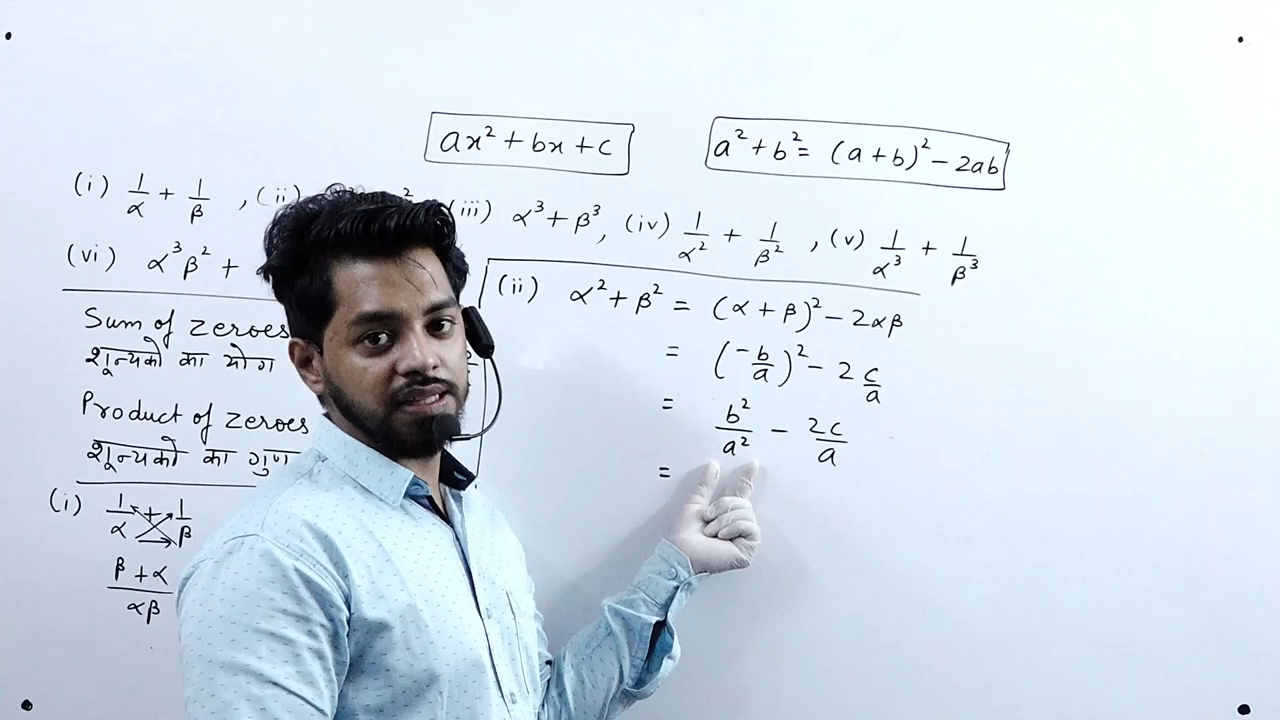 ax² + bx + c
a² + b² = (a+b)² - 2ab
(i) 1/α + 1/β , (ii) ² (iii) α³ + β³, (iv) 1/α² + 1/β² , (v) 1/α³ + 1/β³
(vi) α³β² +
Sum of zeroes
शून्यको का योग
Product of zeroes
शून्यको का गुण
(i) 1/α + 1/β
β + α/αβ
(ii) α² + β² = (α + β)² - 2αβ
= (-b/a)² - 2 c/a
= b²/a² - 2c/a
=